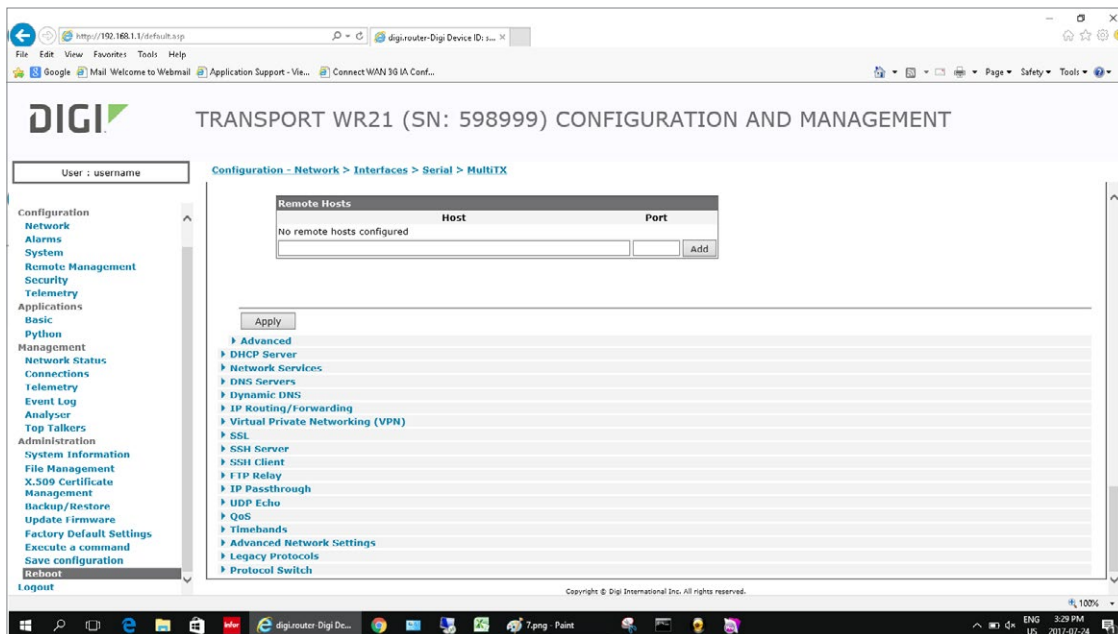 http://192.168.1.1/default.asp
digi.router-Digi Device ID: s...
File Edit View Favorites Tools Help
Google Mail Welcome to Webmail Application Support - Vie... Connect WAN 3G IA Conf...
Page Safety Tools
DIGI
TRANSPORT WR21 (SN: 598999) CONFIGURATION AND MANAGEMENT
User : username
Configuration - Network > Interfaces > Serial > MultiTX
Configuration
Network
Alarms
System
Remote Management
Security
Telemetry
Applications
Basic
Python
Management
Network Status
Connections
Telemetry
Event Log
Analyser
Top Talkers
Administration
System Information
File Management
X.509 Certificate
Management
Backup/Restore
Update Firmware
Factory Default Settings
Execute a command
Save configuration
Reboot
Logout
Remote Hosts
Host Port
No remote hosts configured
Add
Apply
Advanced
DHCP Server
Network Services
DNS Servers
Dynamic DNS
IP Routing/Forwarding
Virtual Private Networking (VPN)
SSL
SSH Server
SSH Client
FTP Relay
IP Passthrough
UDP Echo
QoS
Timebands
Advanced Network Settings
Legacy Protocols
Protocol Switch
Copyright © Digi International Inc. All rights reserved.
100%
infor
digi.router-Digi De...
7.png - Paint
ENG 3:29 PM
US 2017-07-24